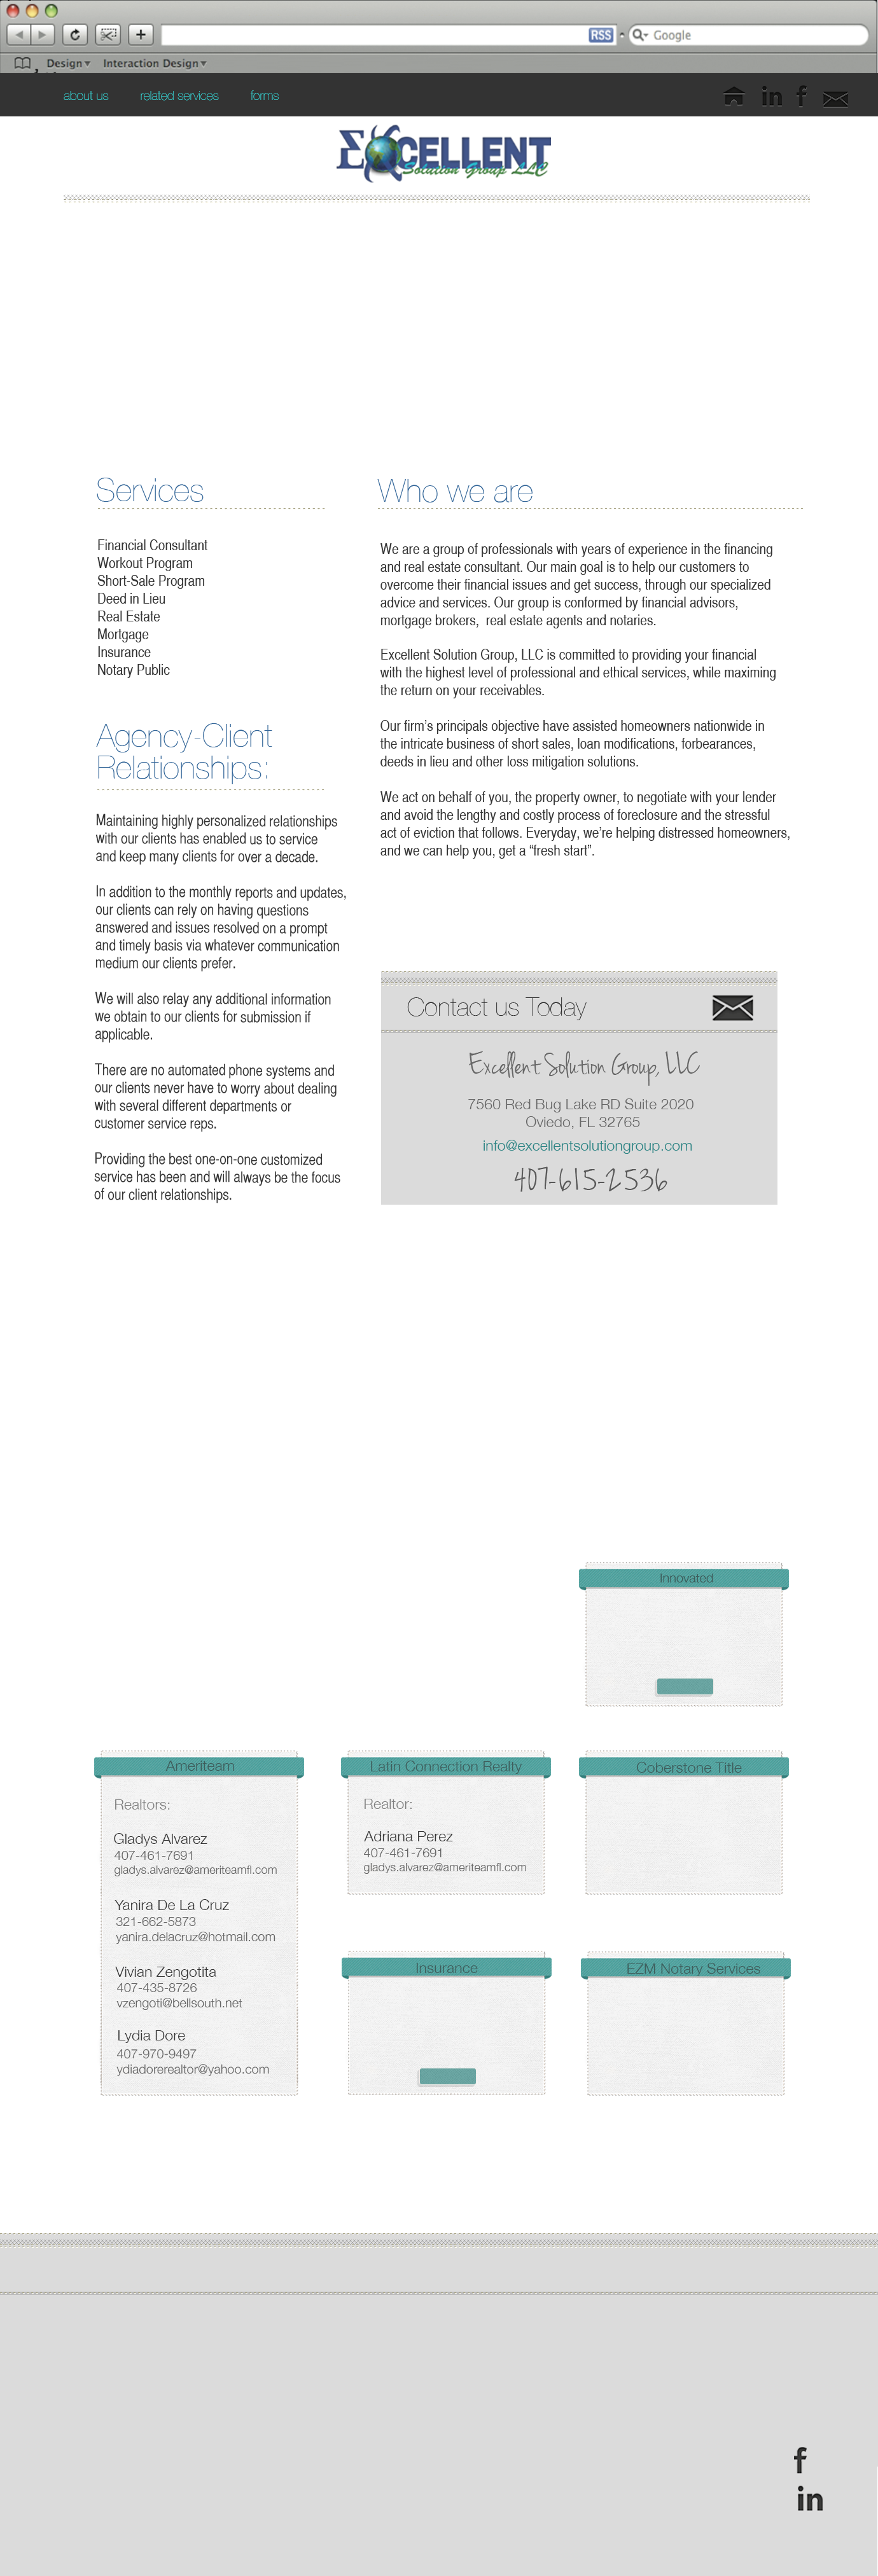 RSS
Google
Design
Interaction Design
about us
related services
forms
in
f
EXCELLENT
Solution Group LLC
Services
Financial Consultant
Workout Program
Short-Sale Program
Deed in Lieu
Real Estate
Mortgage
Insurance
Notary Public
Agency-Client
Relationships:
Maintaining highly personalized relationships
with our clients has enabled us to service
and keep many clients for over a decade.
In addition to the monthly reports and updates,
our clients can rely on having questions
answered and issues resolved on a prompt
and timely basis via whatever communication
medium our clients prefer.
We will also relay any additional information
we obtain to our clients for submission if
applicable.
There are no automated phone systems and
our clients never have to worry about dealing
with several different departments or
customer service reps.
Providing the best one-on-one customized
service has been and will always be the focus
of our client relationships.
Who we are
We are a group of professionals with years of experience in the financing
and real estate consultant. Our main goal is to help our customers to
overcome their financial issues and get success, through our specialized
advice and services. Our group is conformed by financial advisors,
mortgage brokers, real estate agents and notaries.
Excellent Solution Group, LLC is committed to providing your financial
with the highest level of professional and ethical services, while maximing
the return on your receivables.
Our firm's principals objective have assisted homeowners nationwide in
the intricate business of short sales, loan modifications, forbearances,
deeds in lieu and other loss mitigation solutions.
We act on behalf of you, the property owner, to negotiate with your lender
and avoid the lengthy and costly process of foreclosure and the stressful
act of eviction that follows. Everyday, we're helping distressed homeowners,
and we can help you, get a “fresh start”.
Contact us Today
Excellent Solution Group, LLC
7560 Red Bug Lake RD Suite 2020
Oviedo, FL 32765
info@excellentsolutiongroup.com
407-615-2536
Innovated
Ameriteam
Realtors:
Gladys Alvarez
407-461-7691
gladys.alvarez@ameriteamfl.com
Yanira De La Cruz
321-662-5873
yanira.delacruz@hotmail.com
Vivian Zengotita
407-435-8726
vzengoti@bellsouth.net
Lydia Dore
407-970-9497
ydiadorerealtor@yahoo.com
Latin Connection Realty
Realtor:
Adriana Perez
407-461-7691
gladys.alvarez@ameriteamfl.com
Coberstone Title
Insurance
EZM Notary Services
f
in